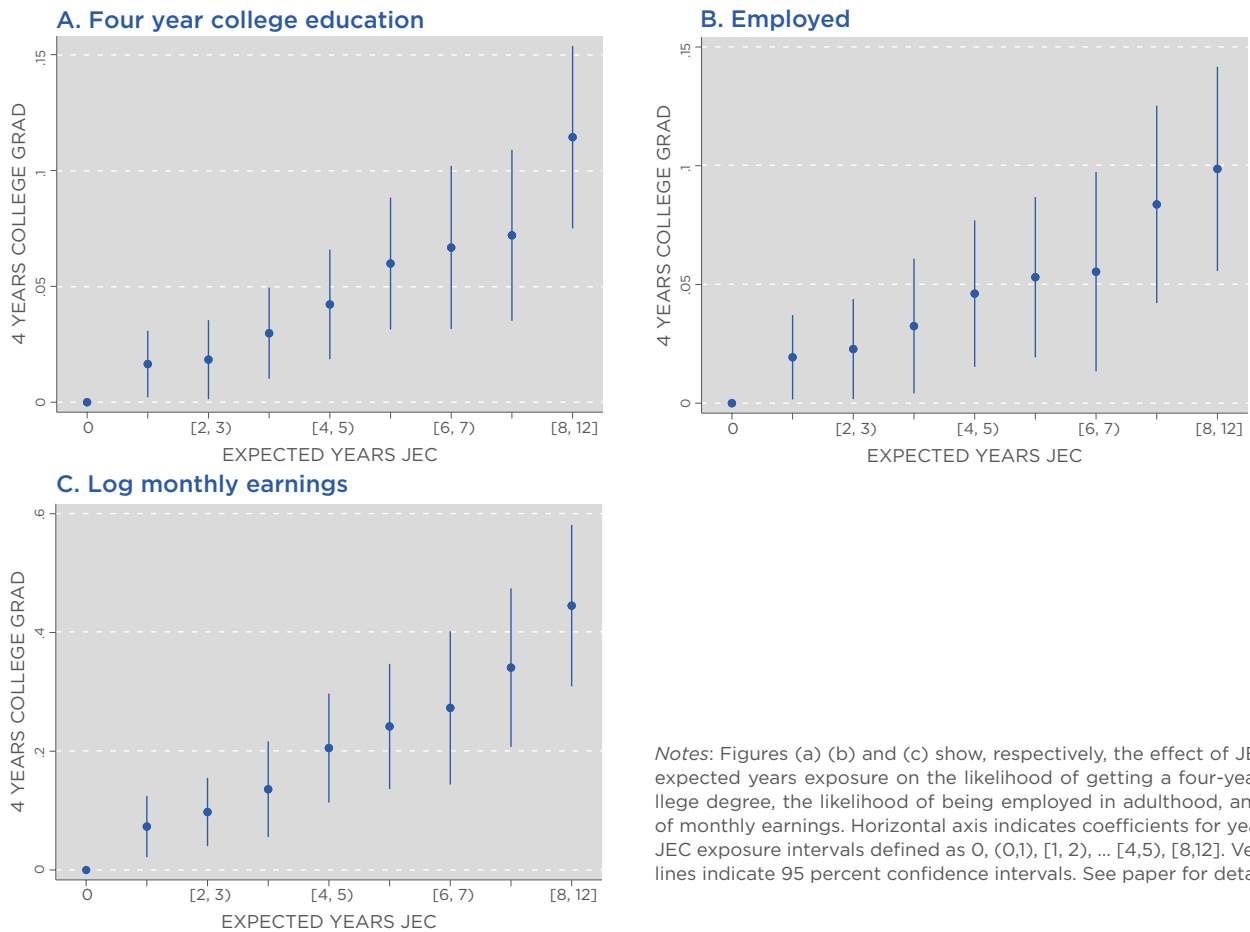 A. Four year college education
4 YEARS COLLEGE GRAD
.15
.1
.05
0
0 [2, 3) [4, 5) [6, 7) [8, 12]
EXPECTED YEARS JEC
B. Employed
4 YEARS COLLEGE GRAD
.15
.1
.05
0
0 [2, 3) [4, 5) [6, 7) [8, 12]
EXPECTED YEARS JEC
C. Log monthly earnings
4 YEARS COLLEGE GRAD
.6
.4
.2
0
0 [2, 3) [4, 5) [6, 7) [8, 12]
EXPECTED YEARS JEC
Notes: Figures (a) (b) and (c) show, respectively, the effect of
expected years exposure on the likelihood of getting a
llege degree, the likelihood of being employed in adulthood,
of monthly earnings. Horizontal axis indicates coefficients for
JEC exposure intervals defined as 0, (0,1), [1, 2), ... [4,5), [8,12].
lines indicate 95 percent confidence intervals. See paper for